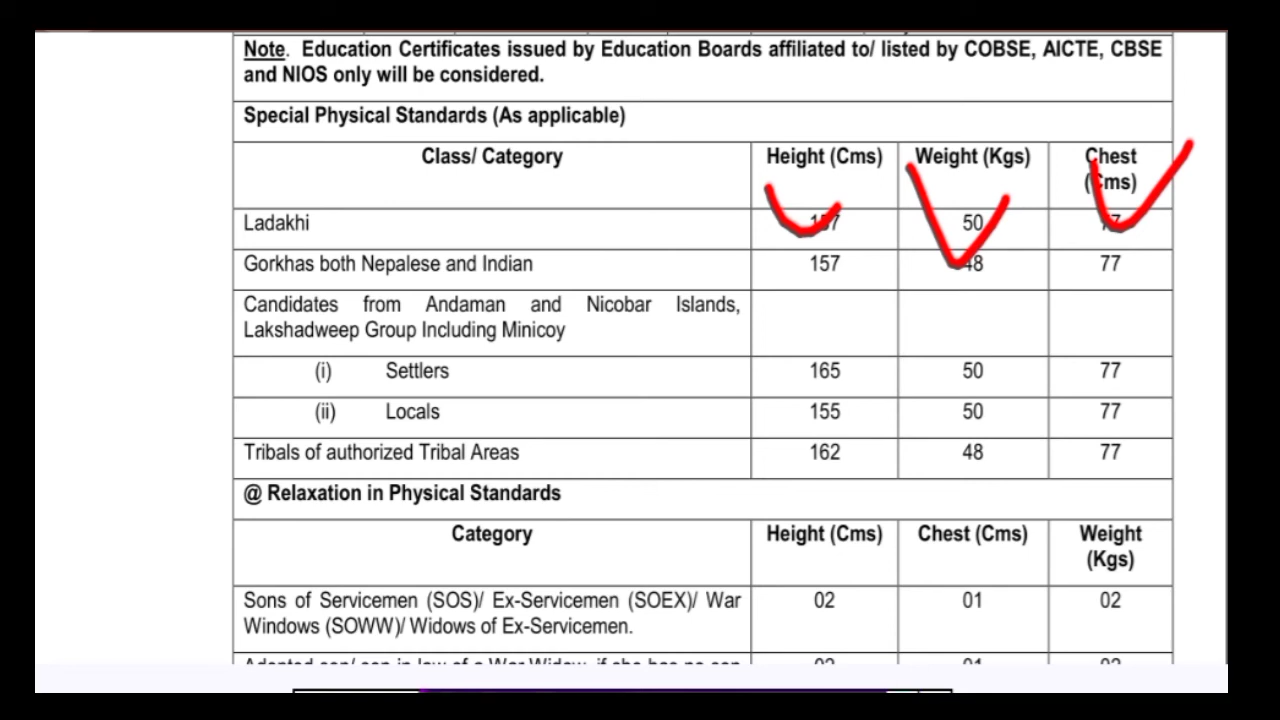 Note. Education Certificates issued by Education Boards affiliated to/ listed by COBSE, AICTE, CBSE
and NIOS only will be considered.
Special Physical Standards (As applicable)
Class/ Category Height (Cms) Weight (Kgs) Chest
(Cms)
Ladakhi 157 50 77
Gorkhas both Nepalese and Indian 157 48 77
Candidates from Andaman and Nicobar Islands,
Lakshadweep Group Including Minicoy
(i) Settlers 165 50 77
(ii) Locals 155 50 77
Tribals of authorized Tribal Areas 162 48 77
@ Relaxation in Physical Standards
Category Height (Cms) Chest (Cms) Weight
(Kgs)
Sons of Servicemen (SOS)/ Ex-Servicemen (SOEX)/ War 02 01 02
Windows (SOWW)/ Widows of Ex-Servicemen.